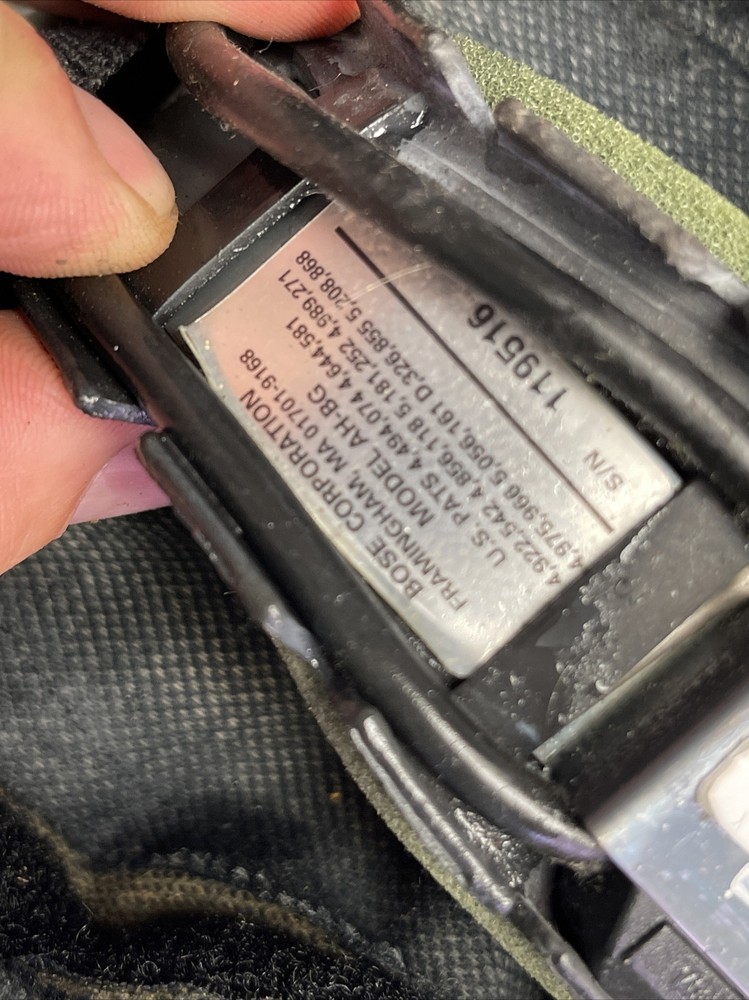 BOSE CORPORATION
FRAMINGHAM, MA 01701-9168
MODEL AH-BG
U.S. PATS 4,494,074 4,644,581
4,922,542 4,856,118 5,181,252 4,989,271
4,975,966 5,056,161 D,326,855 5,208,868
S/N 119516